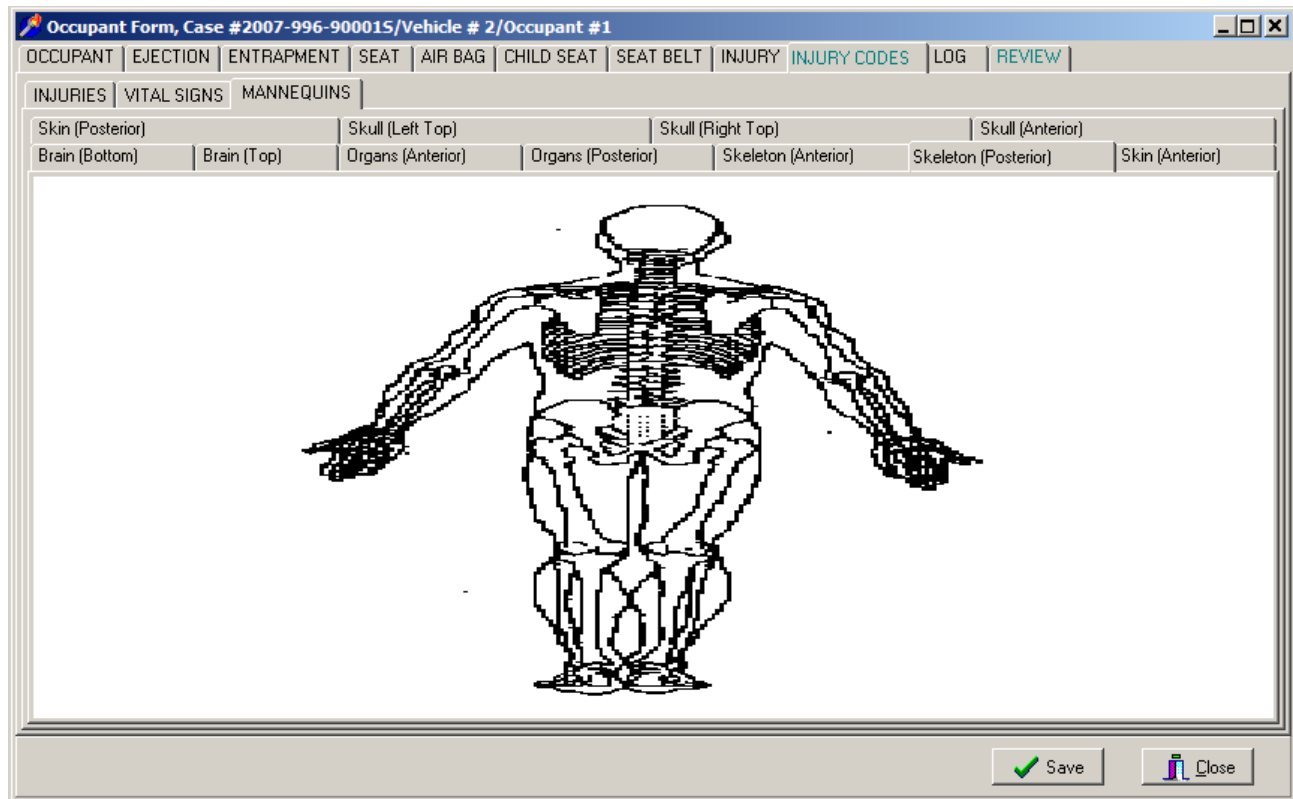 Occupant Form, Case #2007-996-90001S/Vehicle # 2/Occupant #1
OCCUPANT EJECTION ENTRAPMENT SEAT AIR BAG CHILD SEAT SEAT BELT INJURY INJURY CODES LOG REVIEW
INJURIES VITAL SIGNS MANNEQUINS
Skin (Posterior) Skull (Left Top) Skull (Right Top) Skull (Anterior)
Brain (Bottom) Brain (Top) Organs (Anterior) Organs (Posterior) Skeleton (Anterior) Skeleton (Posterior) Skin (Anterior)
Save Close